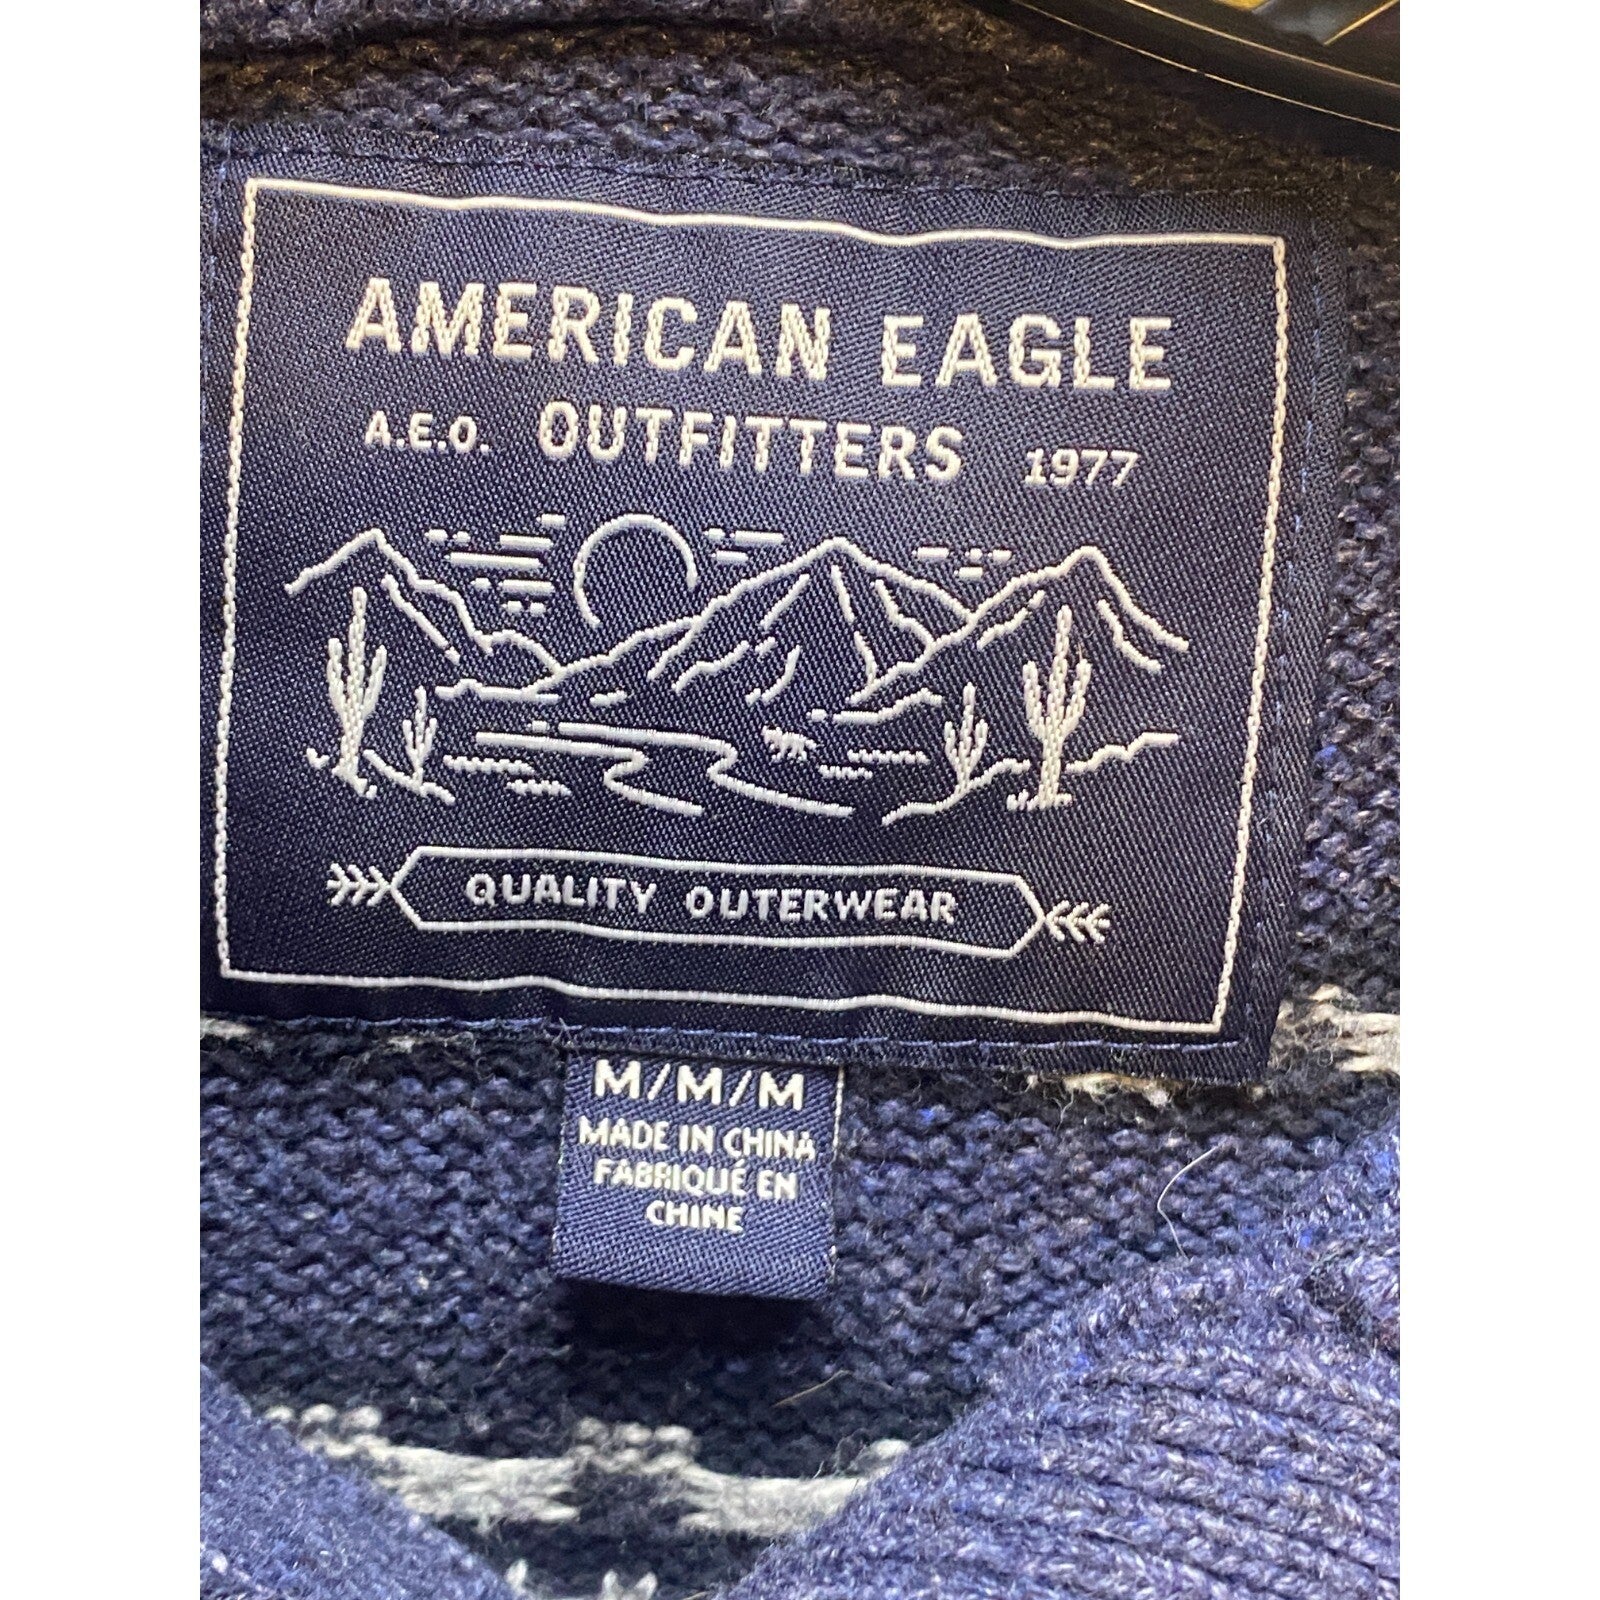 AMERICAN EAGLE
A.E.O. OUTFITTERS 1977
QUALITY OUTERWEAR
M/M/M
MADE IN CHINA
FABRIQUÉ EN
CHINE